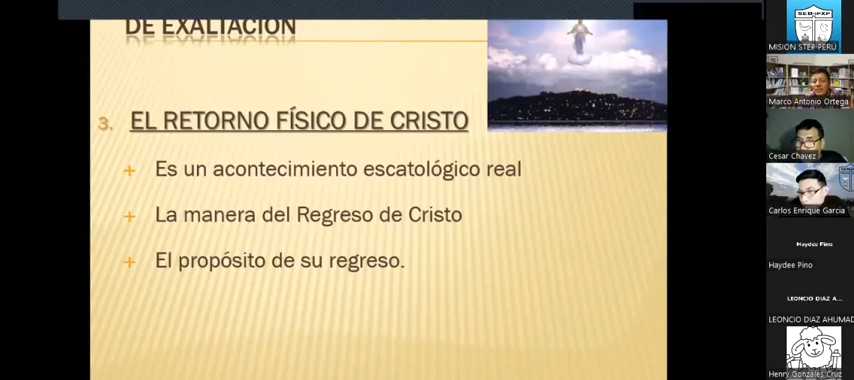 DE EXALTACIÓN
3. EL RETORNO FÍSICO DE CRISTO
+ Es un acontecimiento escatológico real
+ La manera del Regreso de Cristo
+ El propósito de su regreso.
MISION STEP PERÚ
Marco Antonio Ortega
Cesar Chavez
Carlos Enrique Garcia
Haydee Pino
Haydee Pino
LEONCIO DIAZ A...
LEONCIO DIAZ AHUMAD
Henry Gonzales Cruz